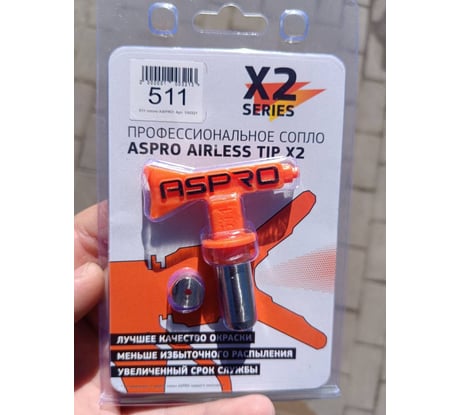 X2
SERIES
511
ПРОФЕССИОНАЛЬНОЕ СОПЛО
ASPRO AIRLESS TIP X2
ASPRO
ЛУЧШЕЕ КАЧЕСТВО ОКРАСКИ
МЕНЬШЕ ИЗБЫТОЧНОГО РАСПЫЛЕНИЯ
УВЕЛИЧЕННЫЙ СРОК СЛУЖБЫ